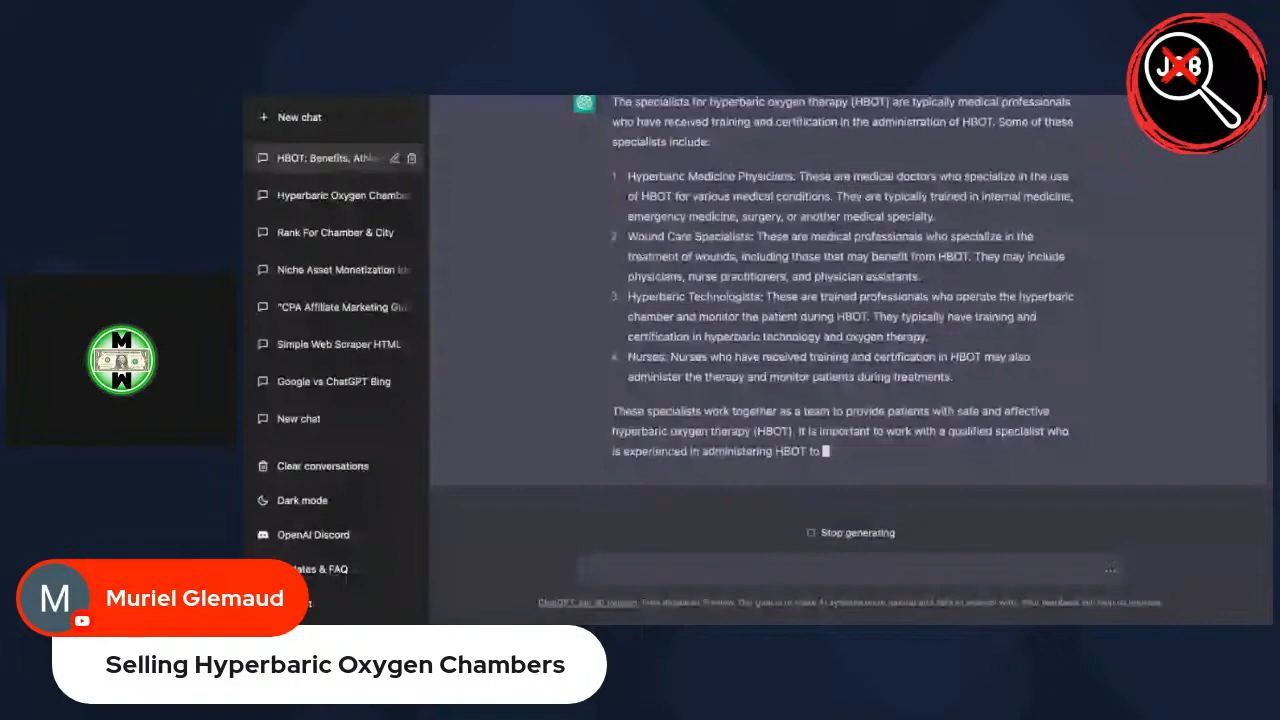 JOB
+ New chat
HBOT: Benefits, Athle
Hyperbaric Oxygen Chamber
Rank For Chamber & City
Niche Asset Monetization Ide
"CPA Affiliate Marketing Gui
Simple Web Scraper HTML
Google vs ChatGPT Bing
New chat
Clear conversations
Dark mode
OpenAI Discord
ates & FAQ
t
The specialists for hyperbaric oxygen therapy (HBOT) are typically medical professionals
who have received training and certification in the administration of HBOT. Some of these
specialists include:
1 Hyperbaric Medicine Physicians: These are medical doctors who specialize in the use
of HBOT for various medical conditions. They are typically trained in internal medicine,
emergency medicine, surgery, or another medical specialty.
2 Wound Care Specialists: These are medical professionals who specialize in the
treatment of wounds, including those that may benefit from HBOT. They may include
physicians, nurse practitioners, and physician assistants.
3 Hyperbaric Technologists: These are trained professionals who operate the hyperbaric
chamber and monitor the patient during HBOT. They typically have training and
certification in hyperbaric technology and oxygen therapy.
4 Nurses: Nurses who have received training and certification in HBOT may also
administer the therapy and monitor patients during treatments.
These specialists work together as a team to provide patients with safe and effective
hyperbaric oxygen therapy (HBOT). It is important to work with a qualified specialist who
is experienced in administering HBOT to
Stop generating
...
M
M
M
Muriel Glemaud
Selling Hyperbaric Oxygen Chambers